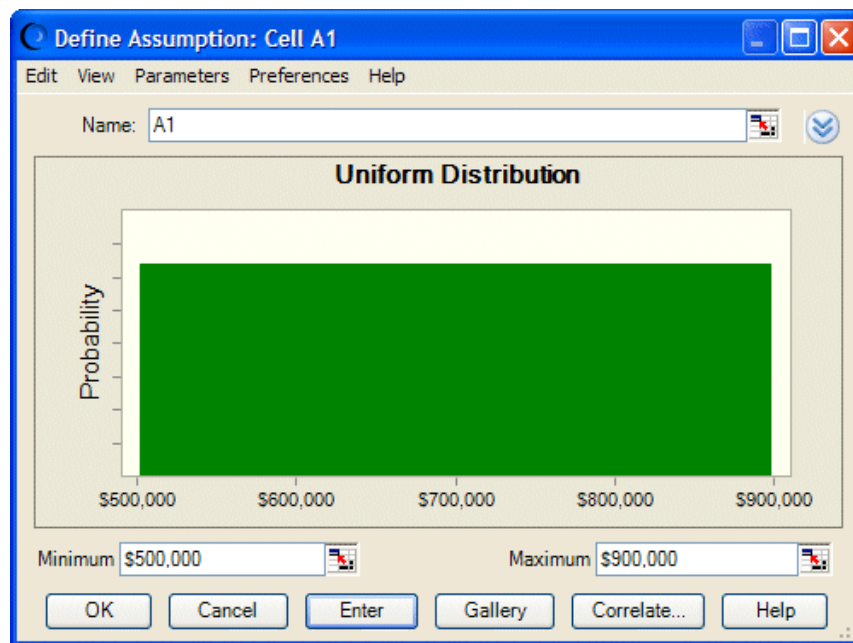 Define Assumption: Cell A1
Edit View Parameters Preferences Help
Name: A1
Uniform Distribution
Probability
$500,000 $600,000 $700,000 $800,000 $900,000
Minimum $500,000 Maximum $900,000
OK Cancel Enter Gallery Correlate... Help